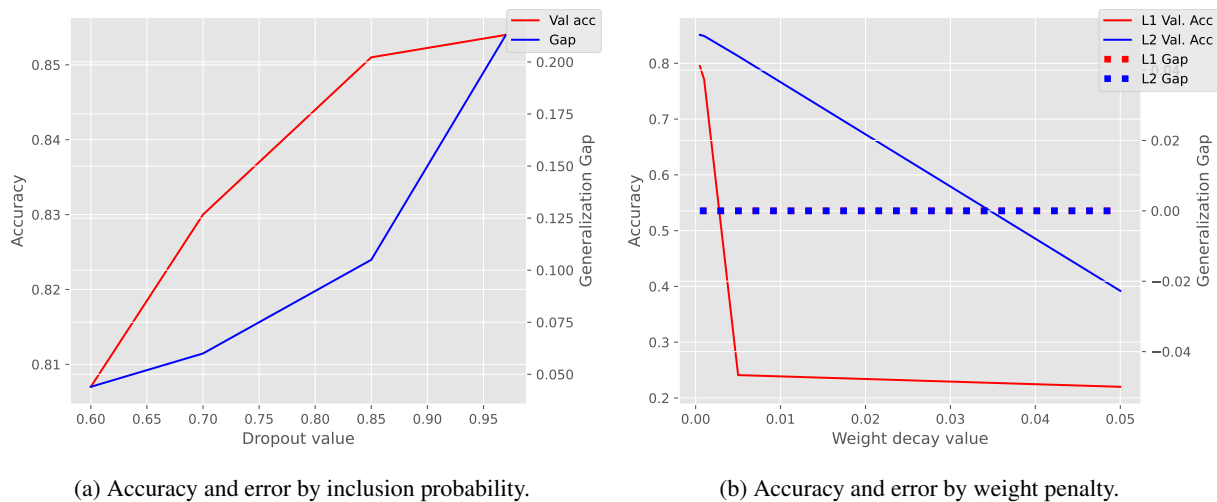 Val acc
Gap
0.85
0.84
0.83
0.82
0.81
Accuracy
0.200
0.175
0.150
0.125
0.100
0.075
0.050
Generalization Gap
0.60 0.65 0.70 0.75 0.80 0.85 0.90 0.95
Dropout value
(a) Accuracy and error by inclusion probability.
L1 Val. Acc
L2 Val. Acc
L1 Gap
L2 Gap
0.8
0.7
0.6
0.5
0.4
0.3
0.2
Accuracy
0.04
0.02
0.00
−0.02
−0.04
Generalization Gap
0.00 0.01 0.02 0.03 0.04 0.05
Weight decay value
(b) Accuracy and error by weight penalty.